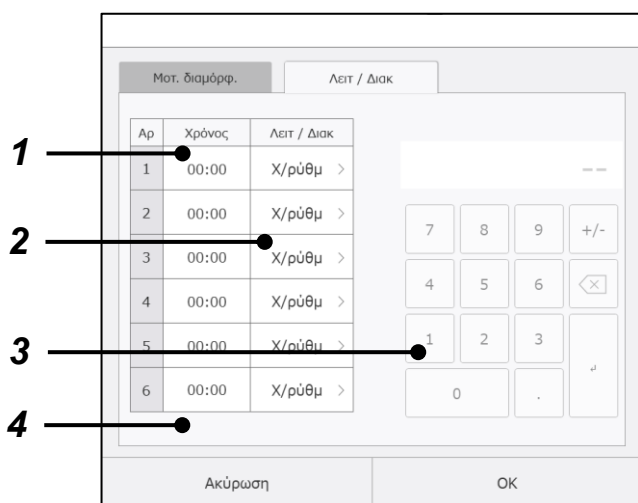 Μοτ. διαμόρφ. Λειτ / Διακ
Αρ Χρόνος Λειτ / Διακ
1 00:00 Χ/ρύθμ >
2 00:00 Χ/ρύθμ >
3 00:00 Χ/ρύθμ >
4 00:00 Χ/ρύθμ >
5 00:00 Χ/ρύθμ >
6 00:00 Χ/ρύθμ >
--
7 8 9 +/-
4 5 6
1 2 3
0 .
Ακύρωση OK
1
2
3
4